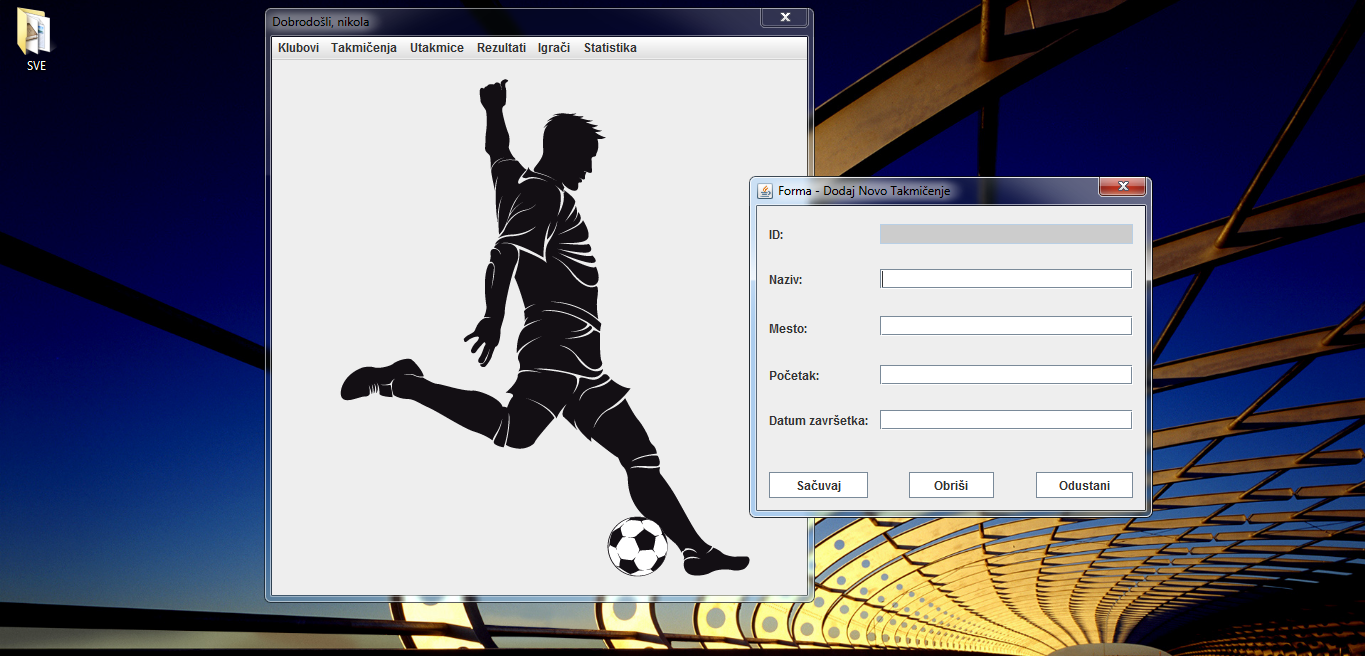 SVE
Dobrodošli, nikola
Klubovi Takmičenja Utakmice Rezultati Igrači Statistika
Forma - Dodaj Novo Takmičenje
ID:
Naziv:
Mesto:
Početak:
Datum završetka:
Sačuvaj Obriši Odustani